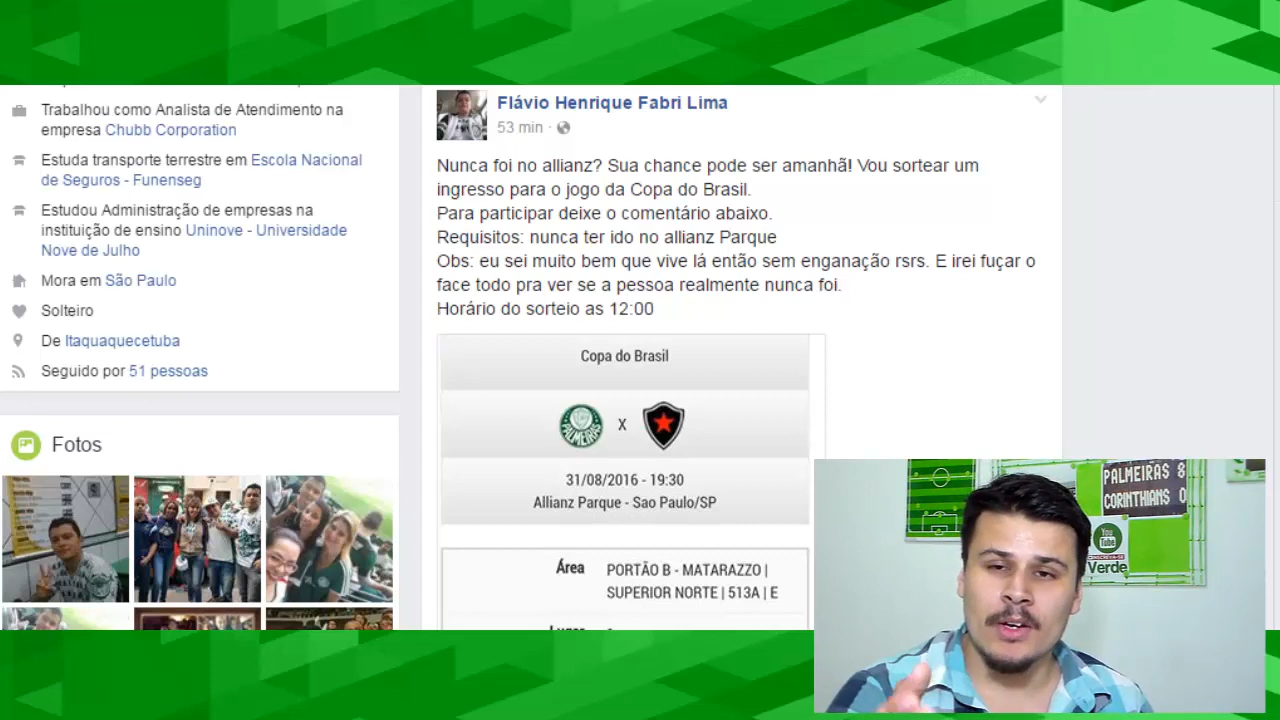 Trabalhou como Analista de Atendimento na
empresa Chubb Corporation
Estuda transporte terrestre em Escola Nacional
de Seguros - Funenseg
Estudou Administração de empresas na
instituição de ensino Uninove - Universidade
Nove de Julho
Mora em São Paulo
Solteiro
De Itaquaquecetuba
Seguido por 51 pessoas
Fotos
Flávio Henrique Fabri Lima
53 min ·
Nunca foi no allianz? Sua chance pode ser amanhã! Vou sortear um
ingresso para o jogo da Copa do Brasil.
Para participar deixe o comentário abaixo.
Requisitos: nunca ter ido no allianz Parque
Obs: eu sei muito bem que vive lá então sem enganação rsrs. E irei fuçar o
face todo pra ver se a pessoa realmente nunca foi.
Horário do sorteio as 12:00
Copa do Brasil
PALMEIRAS
X
31/08/2016 - 19:30
Allianz Parque - Sao Paulo/SP
Área
PORTÃO B - MATARAZZO |
SUPERIOR NORTE | 513A | E
PALMEIRAS 8
CORINTHIANS 0
You
Tube
INSCREVA-SE
Verde